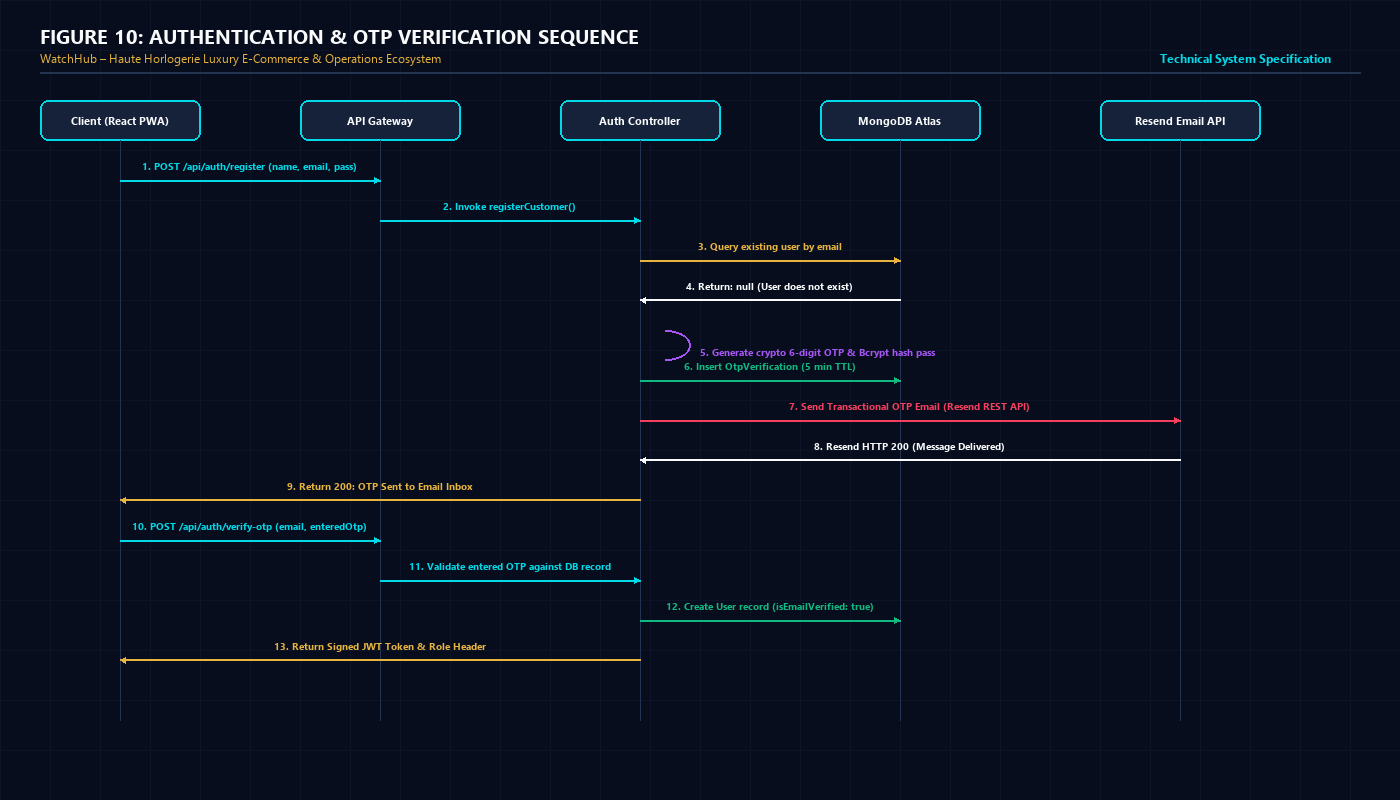 FIGURE 10: AUTHENTICATION & OTP VERIFICATION SEQUENCE
WatchHub – Haute Horlogerie Luxury E-Commerce & Operations Ecosystem
Technical System Specification
Client (React PWA)
API Gateway
Auth Controller
MongoDB Atlas
Resend Email API
1. POST /api/auth/register (name, email, pass)
2. Invoke registerCustomer()
3. Query existing user by email
4. Return: null (User does not exist)
5. Generate crypto 6-digit OTP & Bcrypt hash pass
6. Insert OtpVerification (5 min TTL)
7. Send Transactional OTP Email (Resend REST API)
8. Resend HTTP 200 (Message Delivered)
9. Return 200: OTP Sent to Email Inbox
10. POST /api/auth/verify-otp (email, enteredOtp)
11. Validate entered OTP against DB record
12. Create User record (isEmailVerified: true)
13. Return Signed JWT Token & Role Header